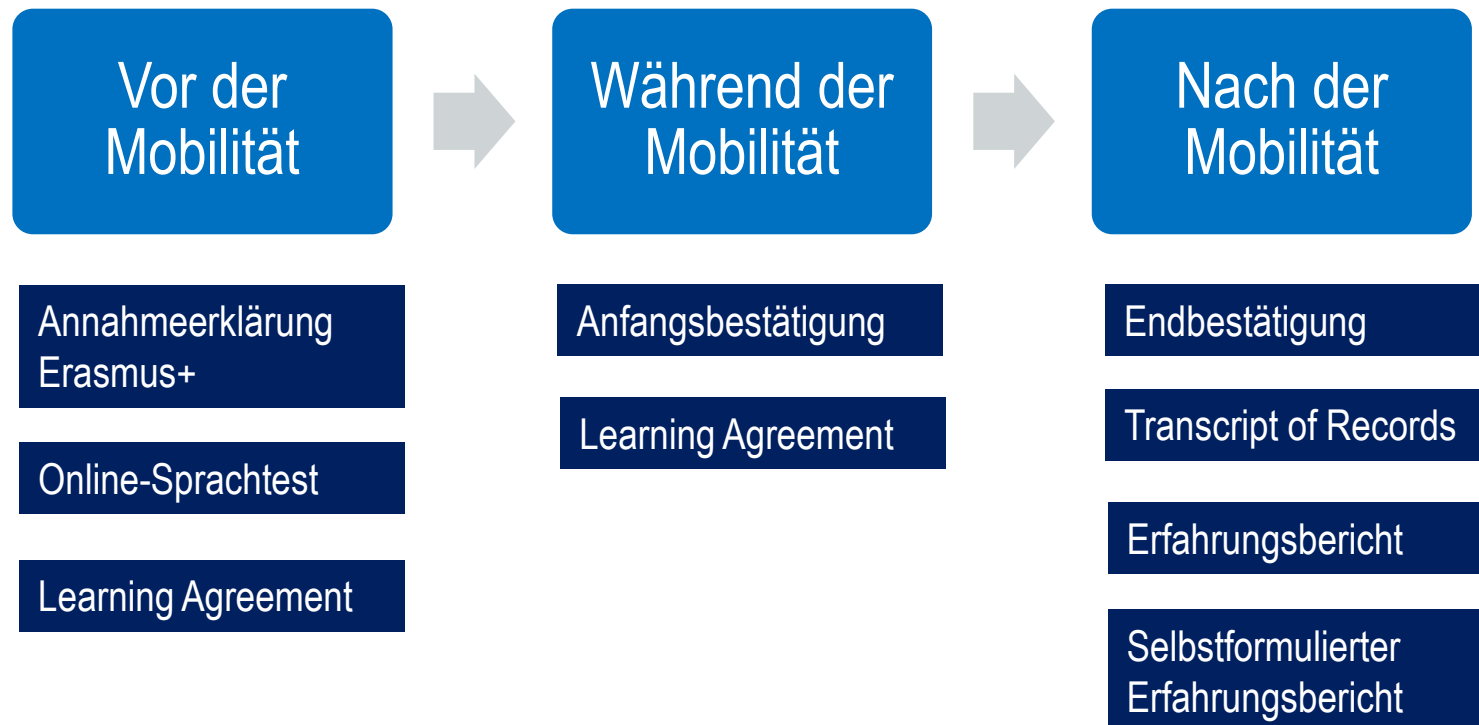 Vor der
Mobilität
Während der
Mobilität
Nach der
Mobilität
Annahmeerklärung
Erasmus+
Online-Sprachtest
Learning Agreement
Anfangsbestätigung
Learning Agreement
Endbestätigung
Transcript of Records
Erfahrungsbericht
Selbstformulierter
Erfahrungsbericht